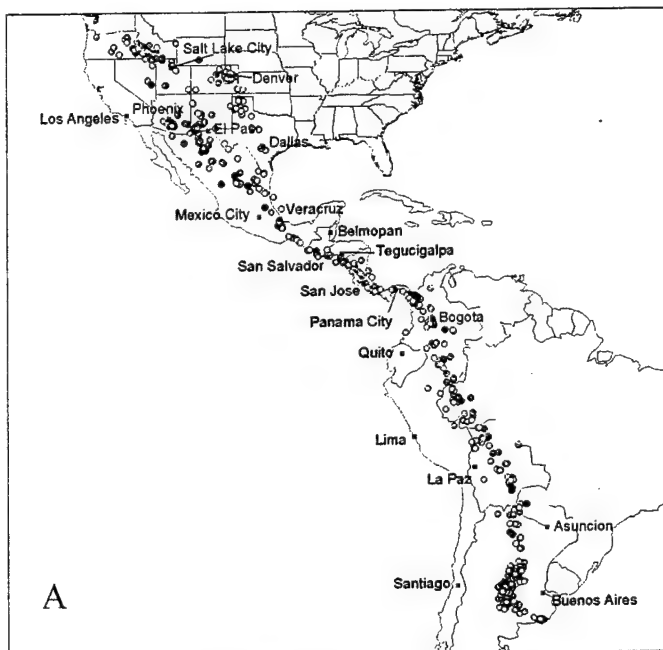 Salt Lake City
Denver
Phoenix
Los Angeles
El Paso
Dallas
Veracruz
Mexico City
Belmopan
Tegucigalpa
San Salvador
San Jose
Panama City
Bogota
Quito
Lima
La Paz
Asuncion
Santiago
Buenos Aires
A